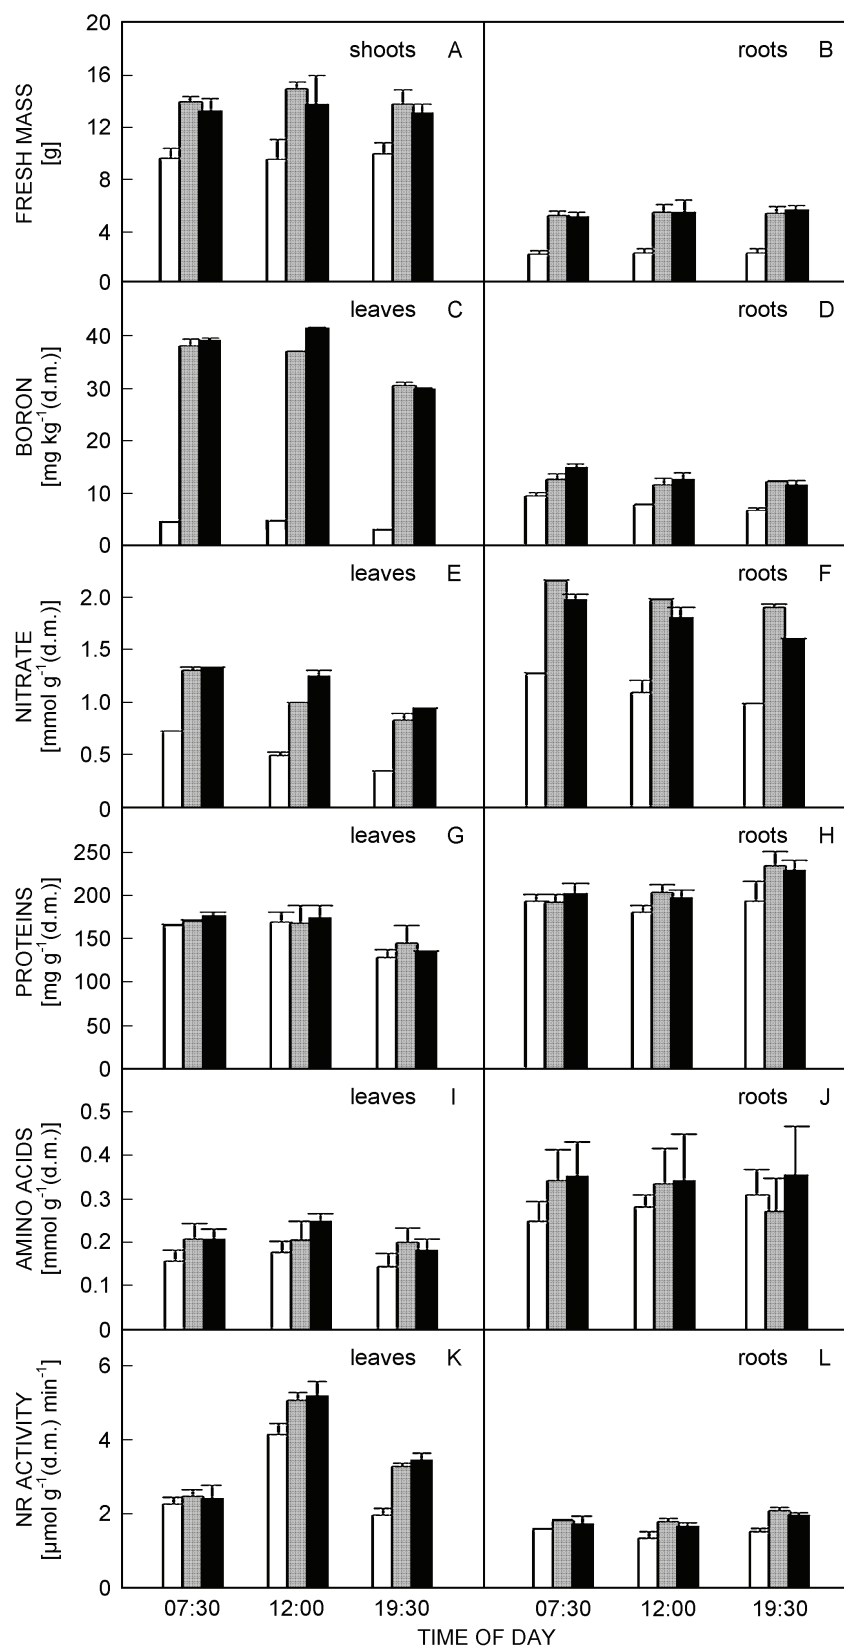 20
16
12
8
4
0
FRESH MASS
[g]
shoots A
roots B
40
30
20
10
0
BORON
[mg kg⁻¹(d.m.)]
leaves C
roots D
2.0
1.5
1.0
0.5
0
NITRATE
[mmol g⁻¹(d.m.)]
leaves E
roots F
250
200
150
100
50
0
PROTEINS
[mg g⁻¹(d.m.)]
leaves G
roots H
0.5
0.4
0.3
0.2
0.1
0
AMINO ACIDS
[mmol g⁻¹(d.m.)]
leaves I
roots J
6
4
2
0
NR ACTIVITY
[µmol g⁻¹(d.m.) min⁻¹]
leaves K
roots L
07:30 12:00 19:30 07:30 12:00 19:30
TIME OF DAY